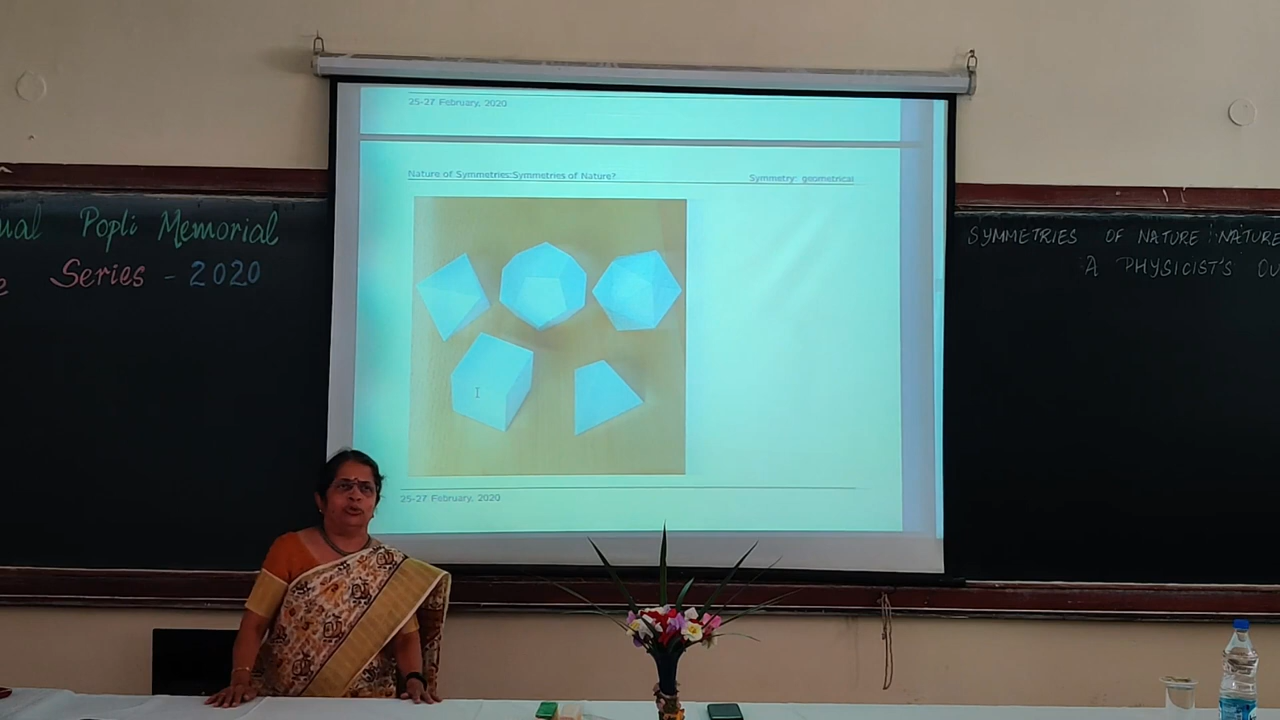 25-27 February, 2020
Nature of Symmetries:Symmetries of Nature?
Symmetry: geometrical
25-27 February, 2020
Popli Memorial
Series - 2020
SYMMETRIES OF NATURE: NATURE
A PHYSICIST'S